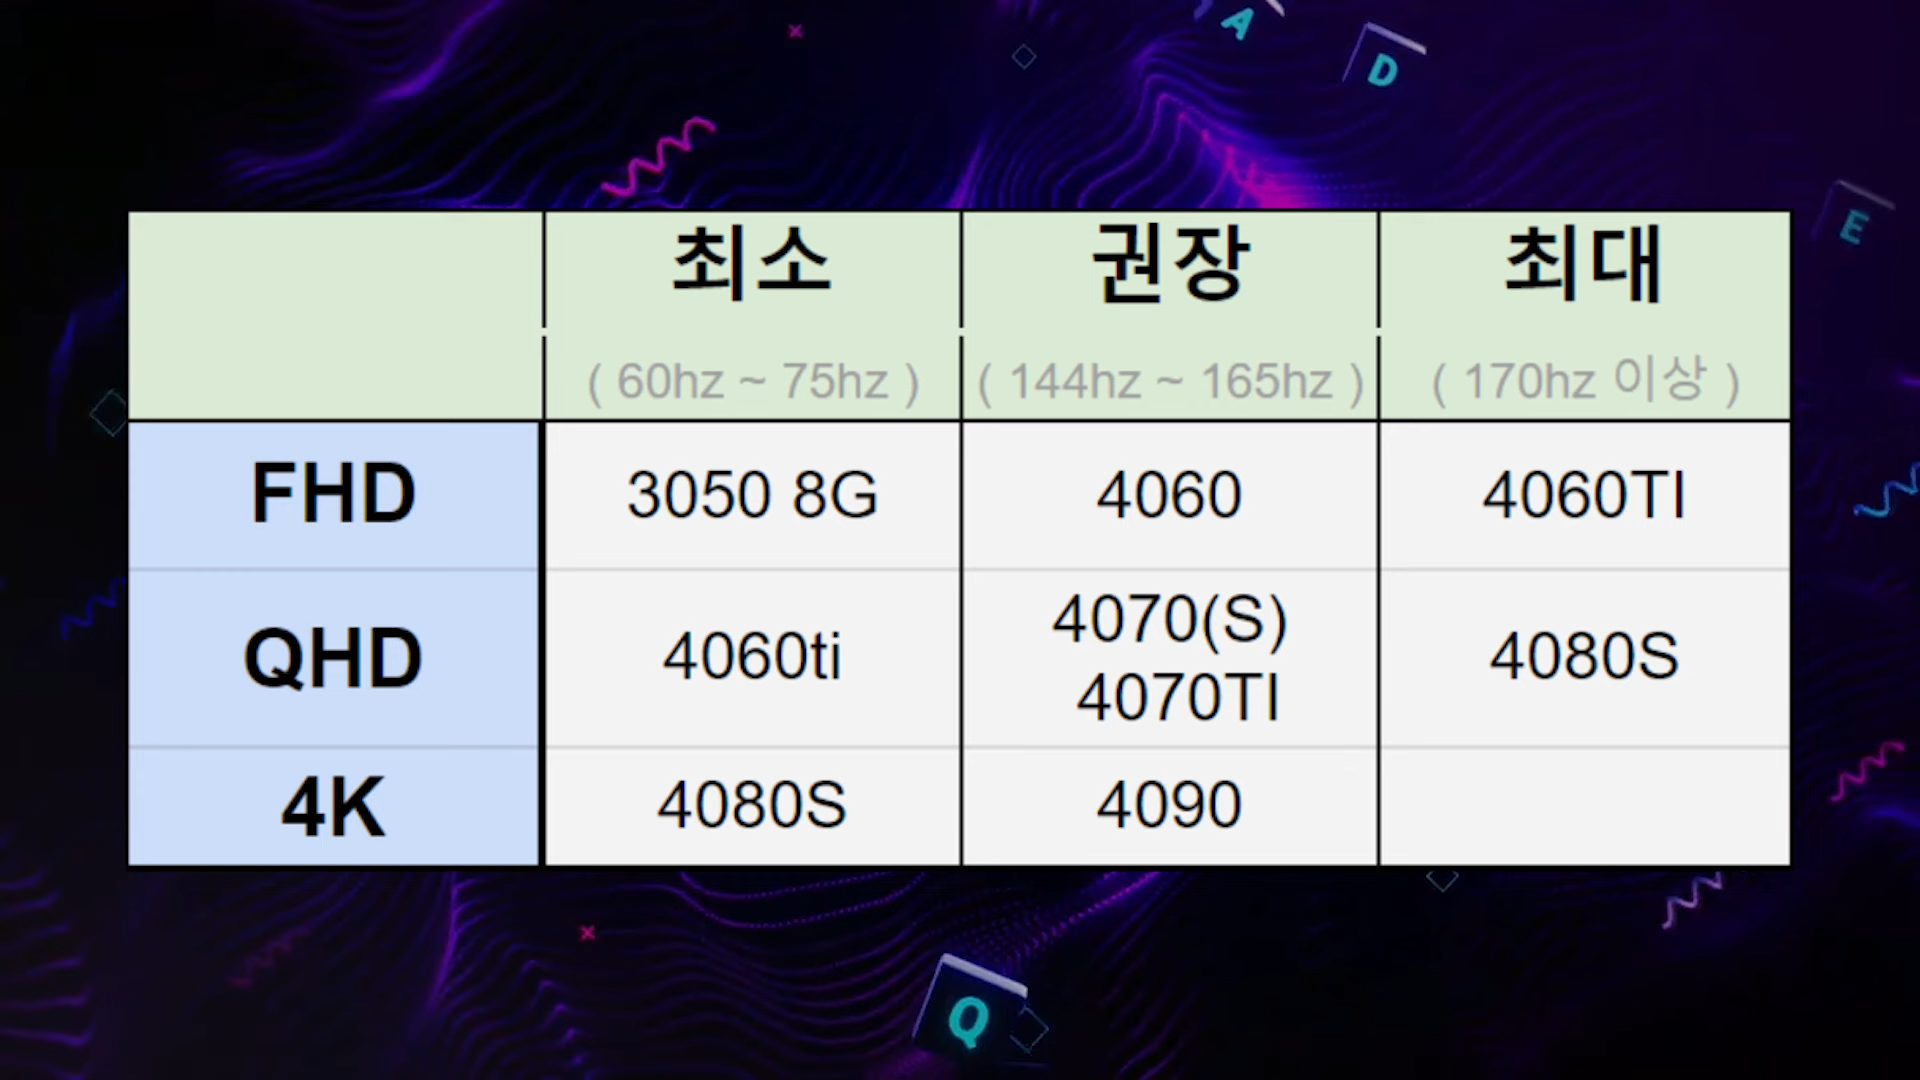 A
D
E
최소 권장 최대
( 60hz ~ 75hz ) ( 144hz ~ 165hz ) ( 170hz 이상 )
FHD 3050 8G 4060 4060TI
QHD 4060ti 4070(S) 4080S
4070TI
4K 4080S 4090
Q